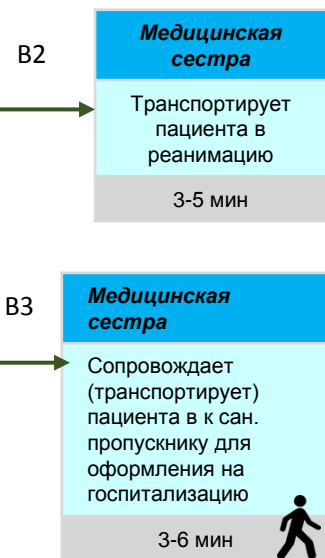 В2
Медицинская
сестра
Транспортирует
пациента в
реанимацию
3-5 мин
В3
Медицинская
сестра
Сопровождает
(транспортирует)
пациента в к сан.
пропускнику для
оформления на
госпитализацию
3-6 мин